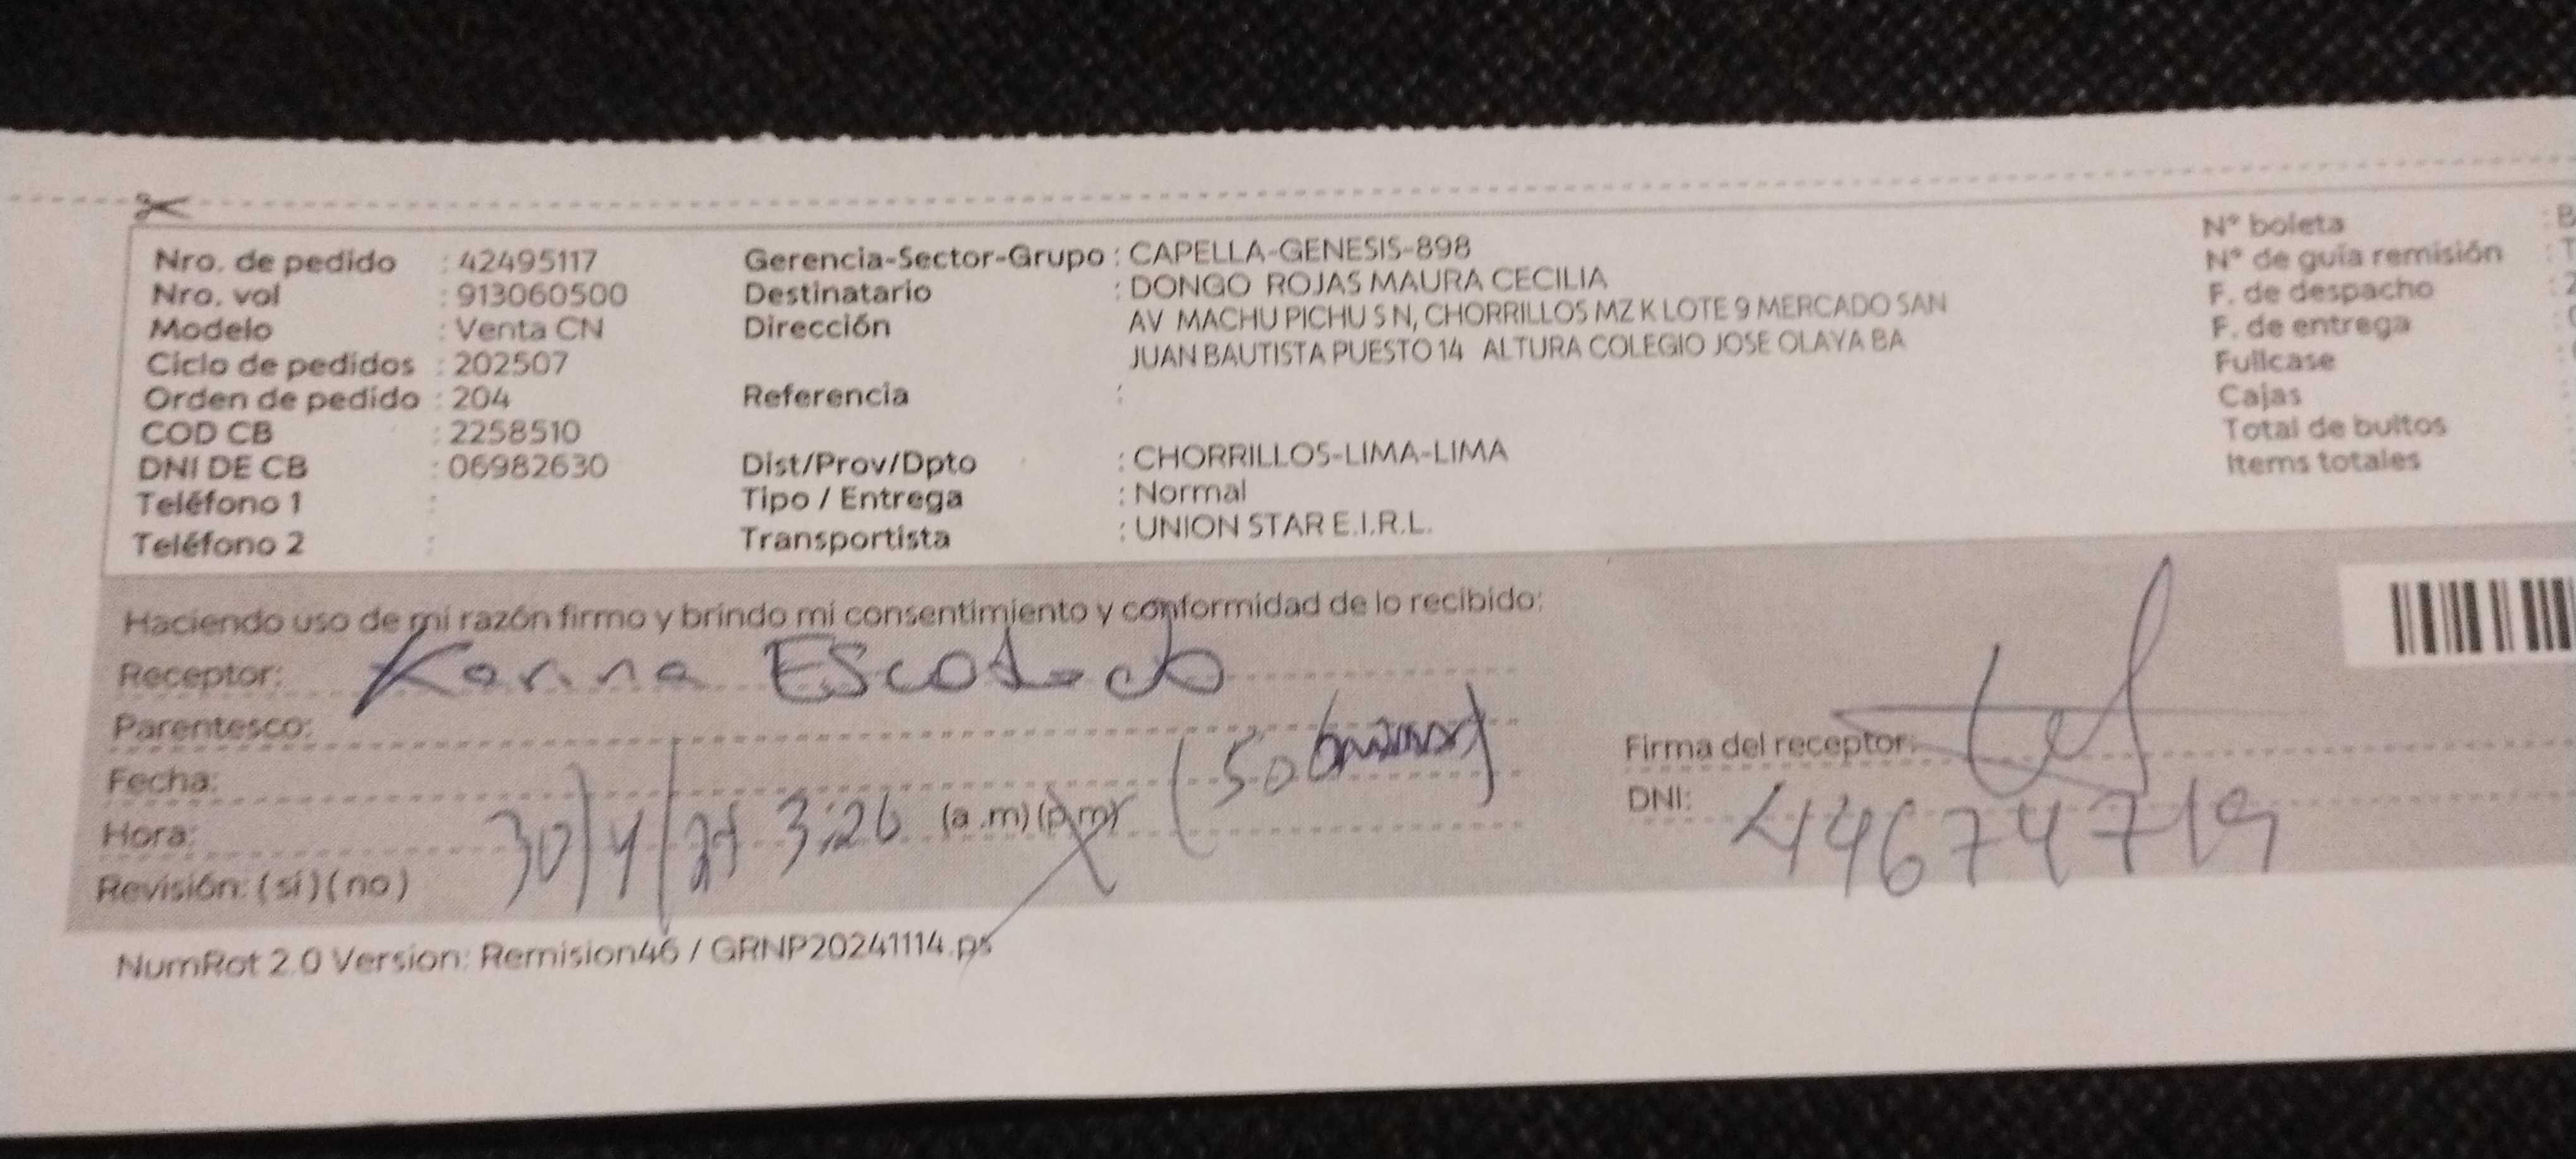 Nro. de pedido : 42495117
Nro. vol : 913060500
Modelo : Venta CN
Ciclo de pedidos : 202507
Orden de pedido : 204
COD CB : 2258510
DNI DE CB : 06982630
Teléfono 1 :
Teléfono 2 :
Gerencia-Sector-Grupo : CAPELLA-GENESIS-898
Destinatario : DONGO ROJAS MAURA CECILIA
Dirección : AV MACHU PICHU S N, CHORRILLOS MZ K LOTE 9 MERCADO SAN
JUAN BAUTISTA PUESTO 14 ALTURA COLEGIO JOSE OLAYA BA
Referencia :
Dist/Prov/Dpto : CHORRILLOS-LIMA-LIMA
Tipo / Entrega : Normal
Transportista : UNION STAR E.I.R.L.
N° boleta : B
N° de guía remisión : T
F. de despacho : 2
F. de entrega :
Fullcase :
Cajas :
Total de bultos :
Items totales :
Haciendo uso de mi razón firmo y brindo mi consentimiento y conformidad de lo recibido:
Receptor: Karina
Parentesco:
Fecha:
Hora: 3:26 (a .m) (p.m)
Revisión: ( sí ) ( no )
Firma del receptor:
DNI: 44674719
NumRot 2.0 Version: Remision46 / GRNP20241114.ps